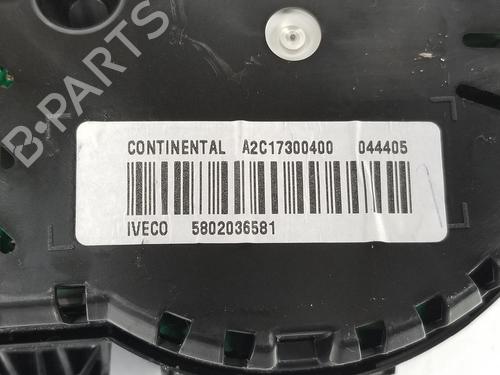 B-PARTS
CONTINENTAL A2C17300400 044405
IVECO 5802036581